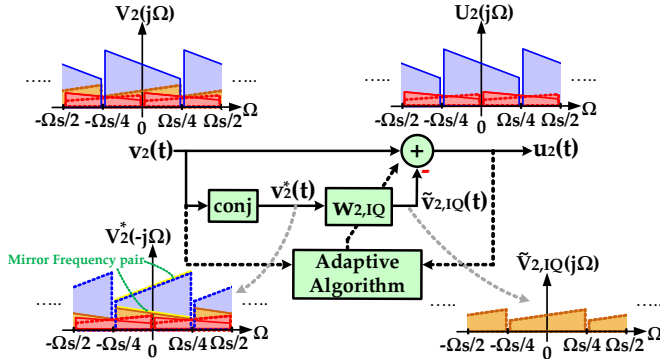 V₂(jΩ)
U₂(jΩ)
.....
.....
.....
.....
Ω
Ω
-Ωs/2 -Ωs/4 0 Ωs/4 Ωs/2
-Ωs/2 -Ωs/4 0 Ωs/4 Ωs/2
v₂(t)
+
u₂(t)
-
conj
v₂*(t)
w₂,IQ
ṽ₂,IQ(t)
V₂*(-jΩ)
Mirror Frequency pair
Adaptive
Algorithm
Ṽ₂,IQ(jΩ)
.....
.....
.....
.....
Ω
Ω
-Ωs/2 -Ωs/4 0 Ωs/4 Ωs/2
-Ωs/2 -Ωs/4 0 Ωs/4 Ωs/2